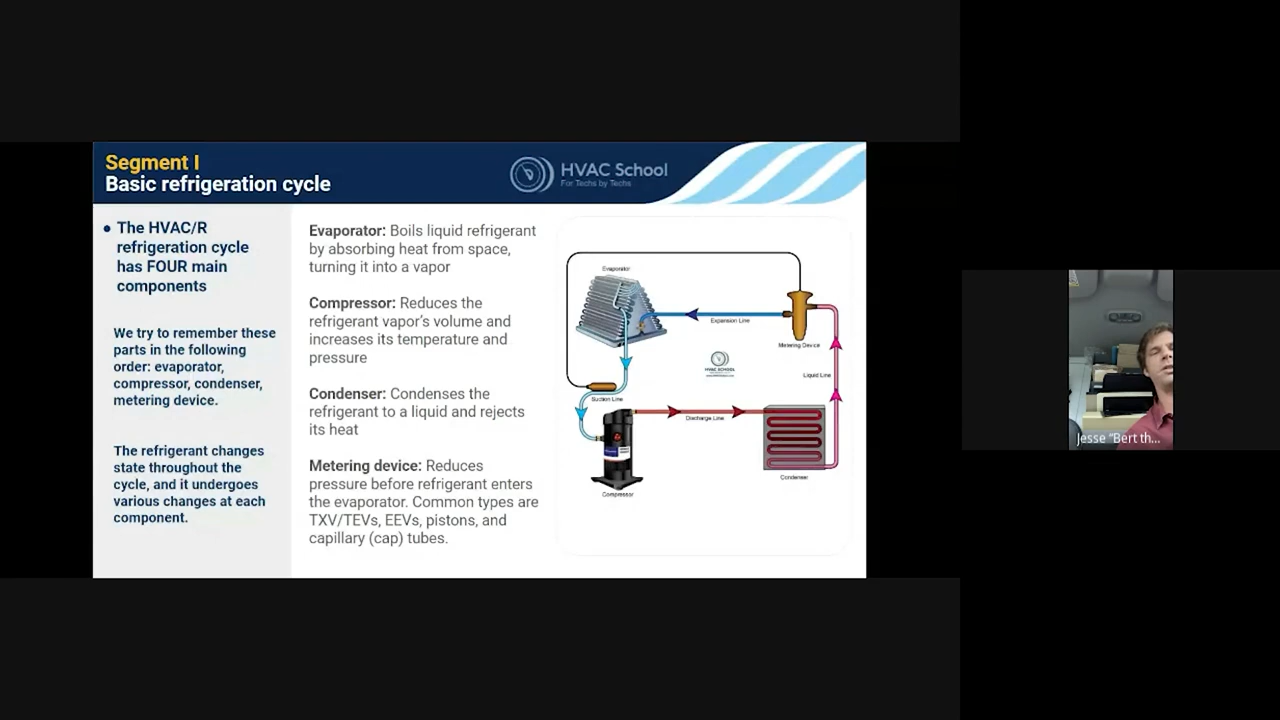 Segment I
Basic refrigeration cycle
HVAC School
For Techs by Techs
• The HVAC/R
refrigeration cycle
has FOUR main
components
We try to remember these
parts in the following
order: evaporator,
compressor, condenser,
metering device.
The refrigerant changes
state throughout the
cycle, and it undergoes
various changes at each
component.
Evaporator: Boils liquid refrigerant
by absorbing heat from space,
turning it into a vapor
Compressor: Reduces the
refrigerant vapor’s volume and
increases its temperature and
pressure
Condenser: Condenses the
refrigerant to a liquid and rejects
its heat
Metering device: Reduces
pressure before refrigerant enters
the evaporator. Common types are
TXV/TEVs, EEVs, pistons, and
capillary (cap) tubes.
Evaporator
Expansion Line
Metering Device
HVAC SCHOOL
Liquid Line
Suction Line
Discharge Line
Condenser
Compressor
Jesse “Bert th...